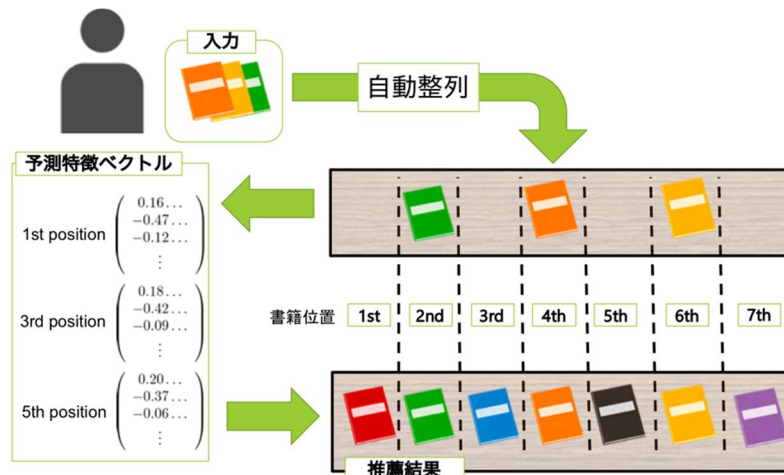 入力
自動整列
予測特徴ベクトル
1st position
0.16...
−0.47...
−0.12...
⋮
3rd position
0.18...
−0.42...
−0.09...
⋮
5th position
0.20...
−0.37...
−0.06...
⋮
書籍位置 1st 2nd 3rd 4th 5th 6th 7th
推薦結果